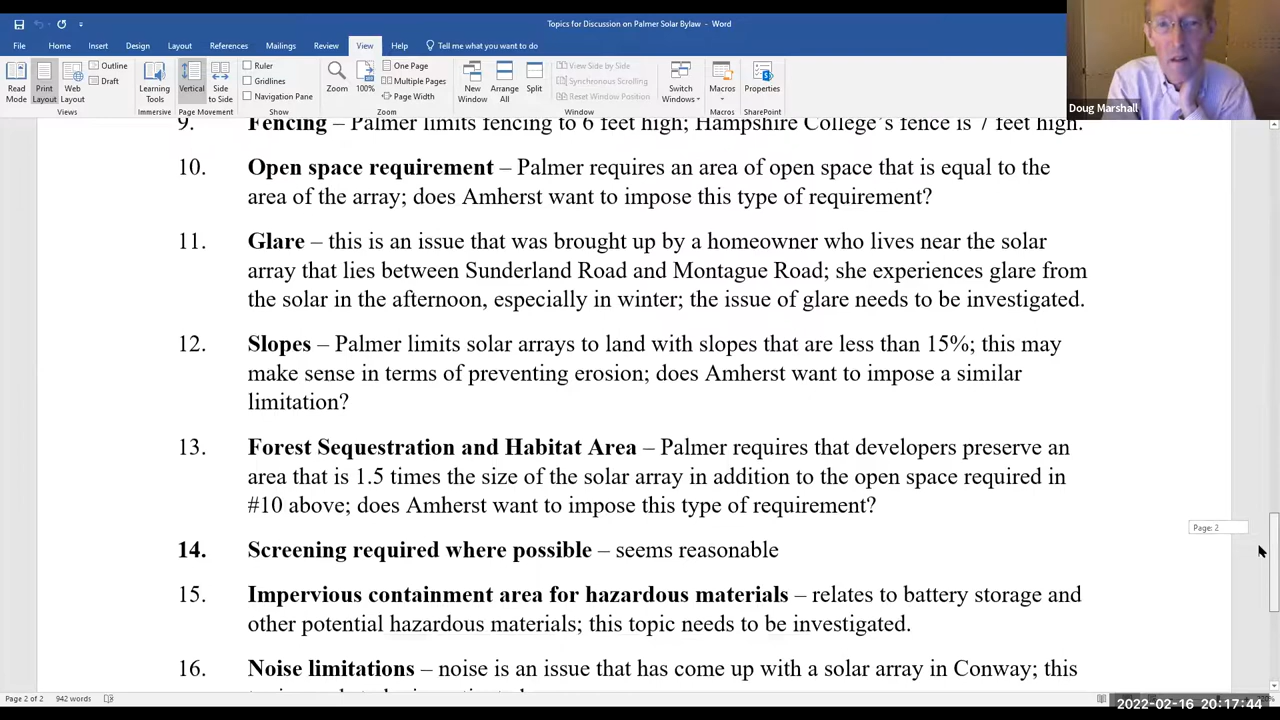 Topics for Discussion on Palmer Solar Bylaw - Word
File Home Insert Design Layout References Mailings Review View Help Tell me what you want to do
Read Mode
Print Layout
Web Layout
Outline
Draft
Views
Learning Tools
Immersive
Vertical
Side to Side
Page Movement
Ruler
Gridlines
Navigation Pane
Show
Zoom
100%
One Page
Multiple Pages
Page Width
Zoom
New Window
Arrange All
Split
View Side by Side
Synchronous Scrolling
Reset Window Position
Window
Switch Windows
Macros
Macros
Properties
SharePoint
Doug Marshall
9. Fencing – Palmer limits fencing to 6 feet high; Hampshire College's fence is 7 feet high.
10. Open space requirement – Palmer requires an area of open space that is equal to the
area of the array; does Amherst want to impose this type of requirement?
11. Glare – this is an issue that was brought up by a homeowner who lives near the solar
array that lies between Sunderland Road and Montague Road; she experiences glare from
the solar in the afternoon, especially in winter; the issue of glare needs to be investigated.
12. Slopes – Palmer limits solar arrays to land with slopes that are less than 15%; this may
make sense in terms of preventing erosion; does Amherst want to impose a similar
limitation?
13. Forest Sequestration and Habitat Area – Palmer requires that developers preserve an
area that is 1.5 times the size of the solar array in addition to the open space required in
#10 above; does Amherst want to impose this type of requirement?
Page: 2
14. Screening required where possible – seems reasonable
15. Impervious containment area for hazardous materials – relates to battery storage and
other potential hazardous materials; this topic needs to be investigated.
16. Noise limitations – noise is an issue that has come up with a solar array in Conway; this
Page 2 of 2 942 words
2022-02-16 20:17:44